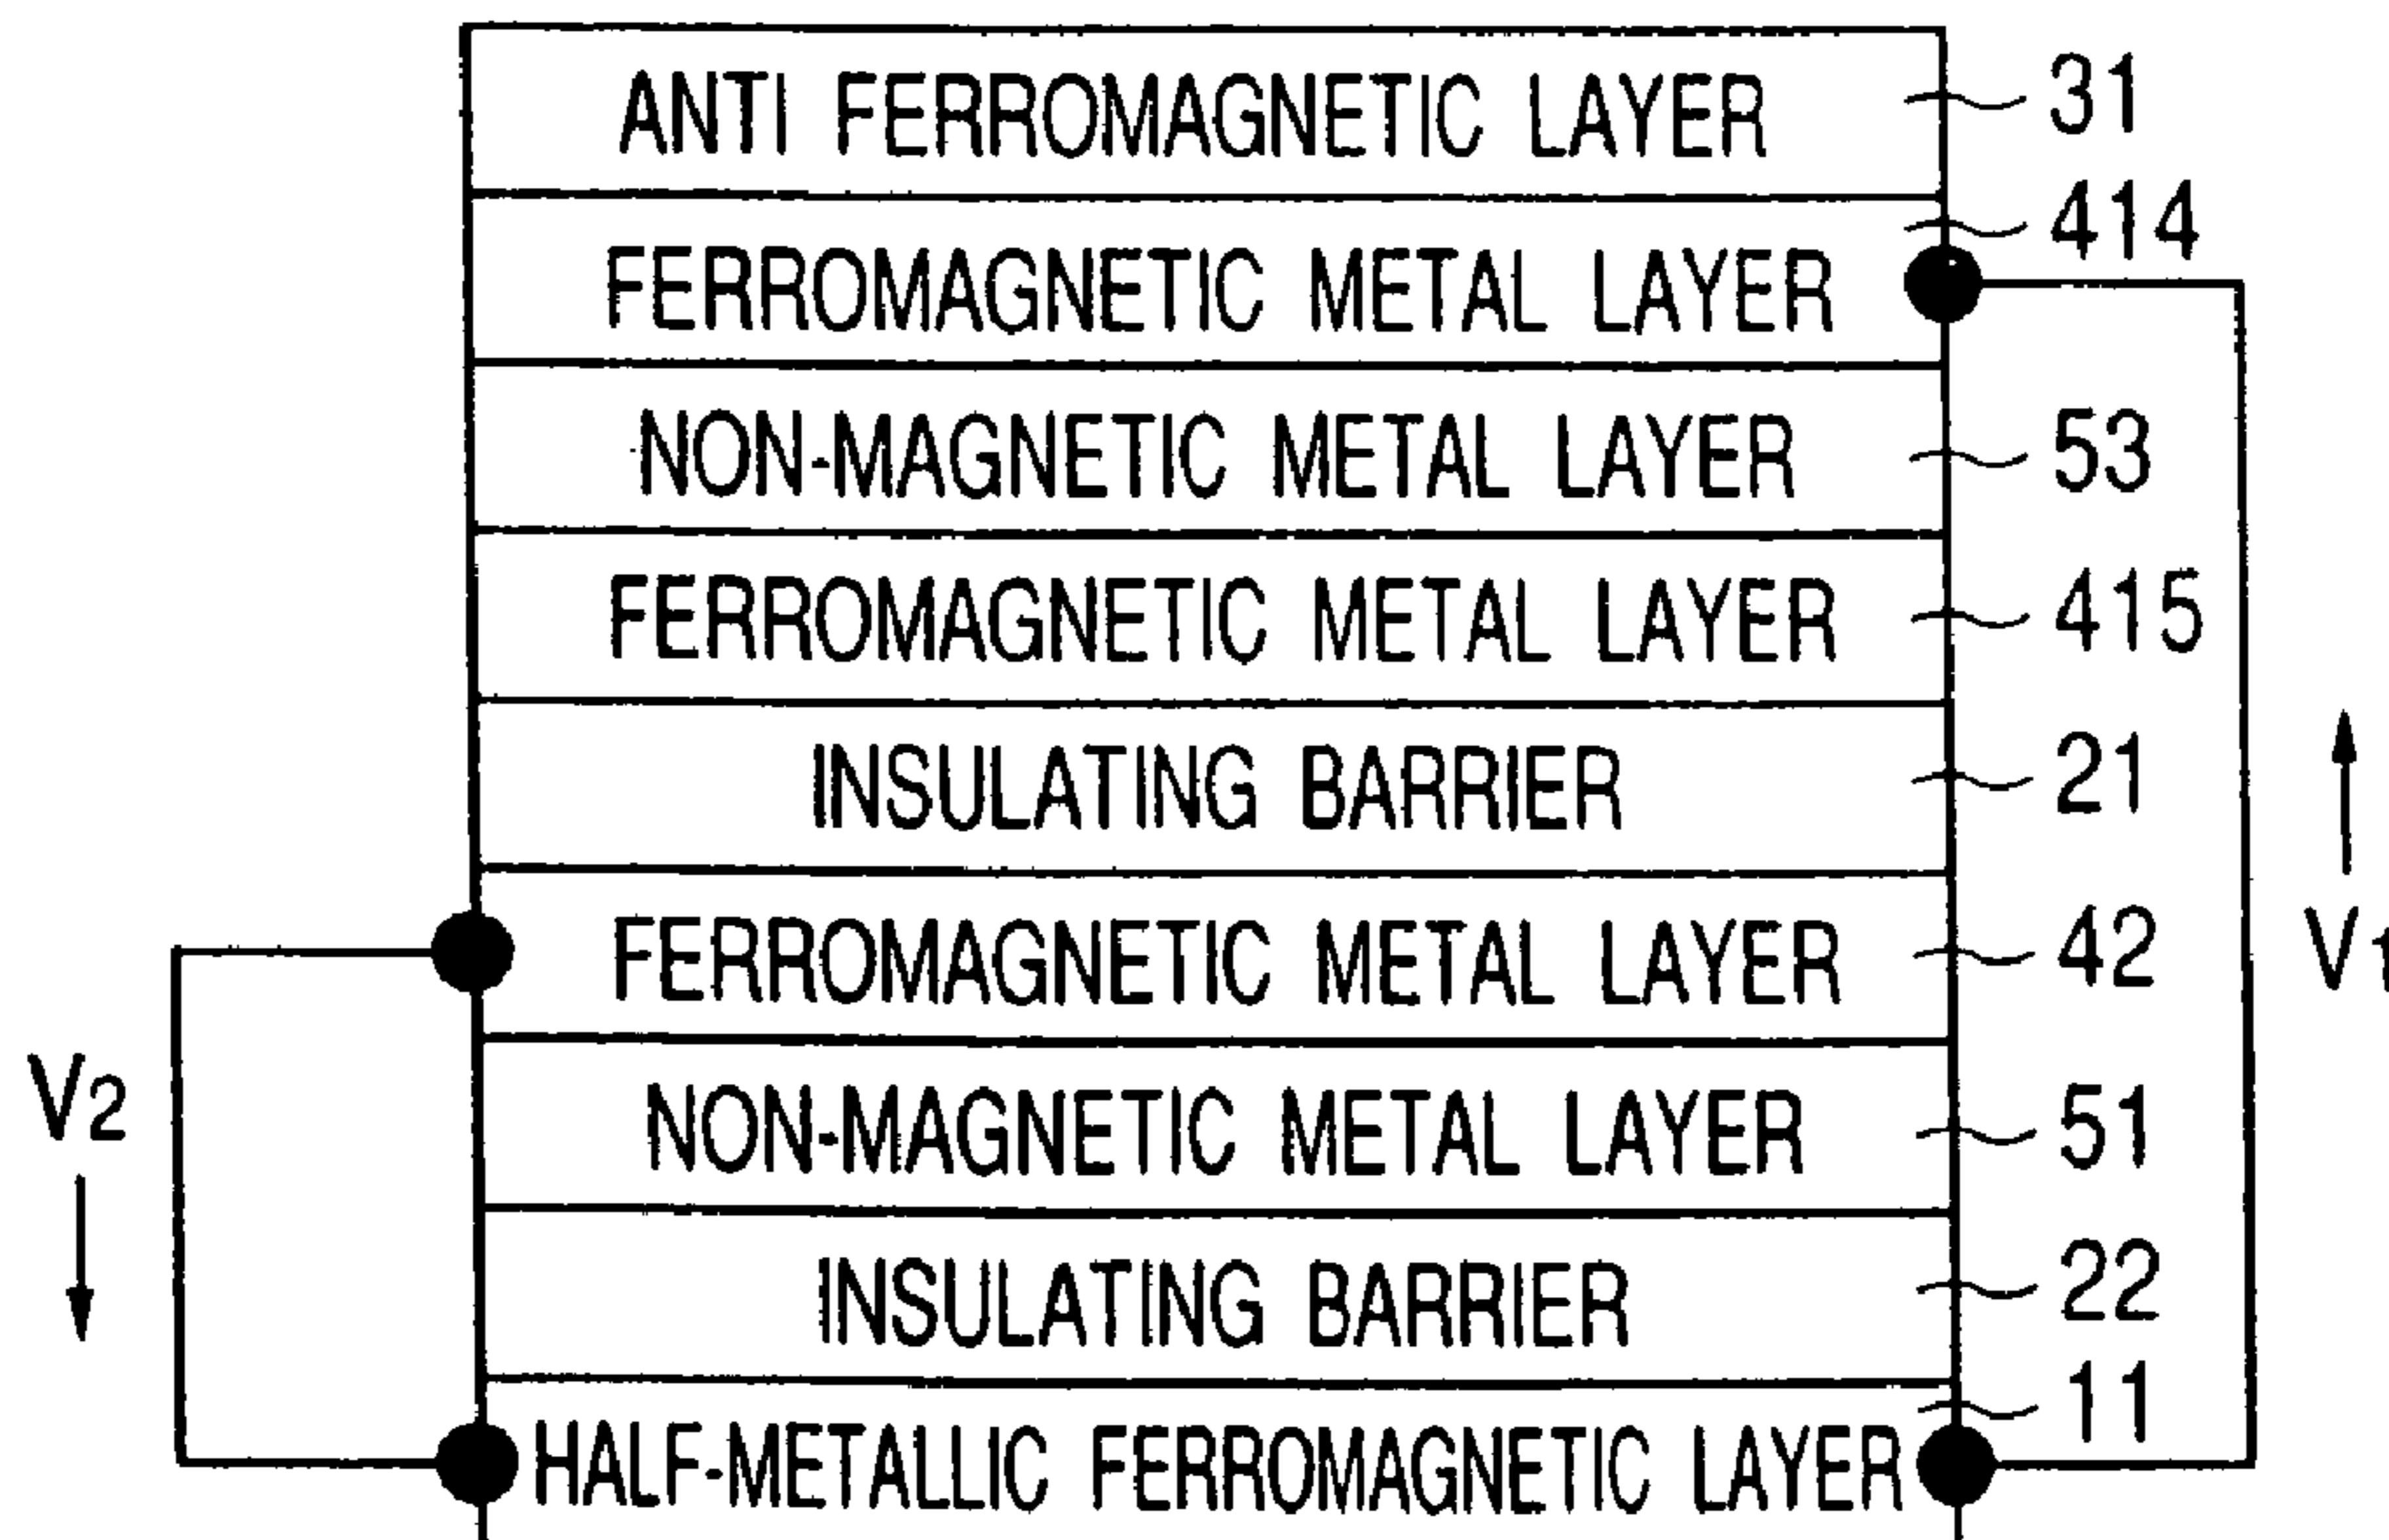 ANTI FERROMAGNETIC LAYER 31
414
FERROMAGNETIC METAL LAYER
NON-MAGNETIC METAL LAYER 53
FERROMAGNETIC METAL LAYER 415
INSULATING BARRIER 21
FERROMAGNETIC METAL LAYER 42
V1
NON-MAGNETIC METAL LAYER 51
V2
INSULATING BARRIER 22
11
HALF-METALLIC FERROMAGNETIC LAYER